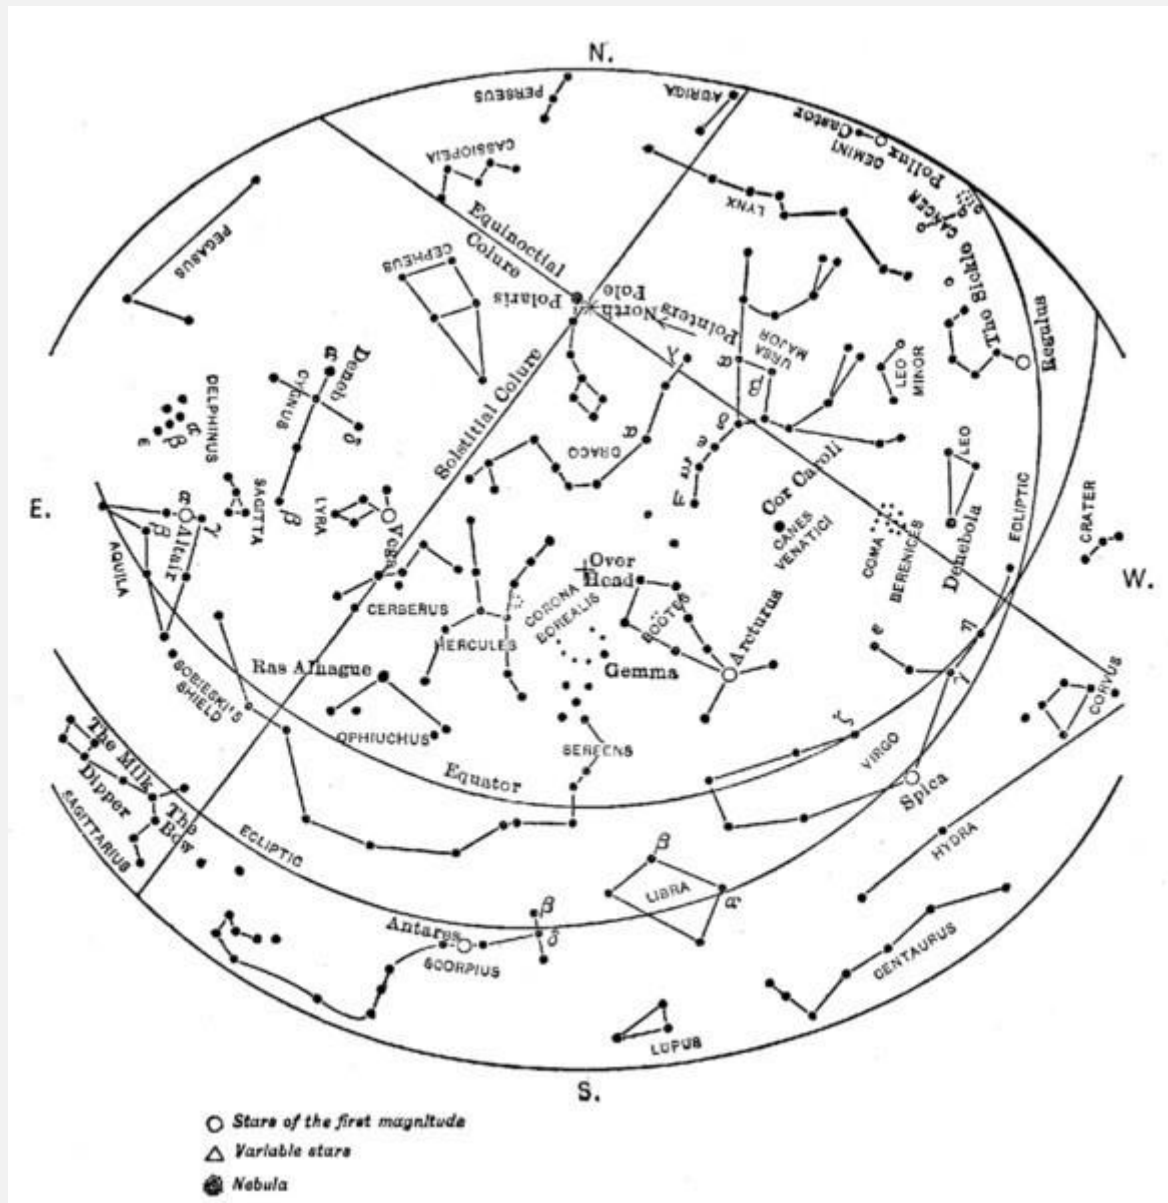 N.
PERSEUS
AURIGA
Castor
GEMINI
Pollux
CASSIOPEIA
LYNX
CANCER
PEGASUS
Equinoctial
Colure
CEPHEUS
The Sickle
Polaris
North
Pole
Pointers
URSA
MAJOR
α
β
γ
δ
ε
LEO
MINOR
Regulus
α
Deneb
CYGNUS
δ
β
DELPHINUS
α
β
ε
Solstitial Colure
DRACO
α
Cor Caroli
CANES
VENATICI
LEO
Denebola
COMA
BERENICES
ECLIPTIC
CRATER
E.
W.
SAGITTA
LYRA
Vega
α
β
γ
Altair
AQUILA
Over
Head
CERBERUS
HERCULES
CORONA
BOREALIS
BOOTES
Arcturus
Gemma
ε
η
γ
ζ
CORVUS
SOBIESKI'S
SHIELD
Ras Alhague
OPHIUCHUS
SERPENS
VIRGO
Spica
Equator
The Milk
Dipper
The
Bow
SAGITTARIUS
ECLIPTIC
HYDRA
β
LIBRA
α
Antares
β
δ
SCORPIUS
CENTAURUS
LUPUS
S.
Stars of the first magnitude
Variable stars
Nebula